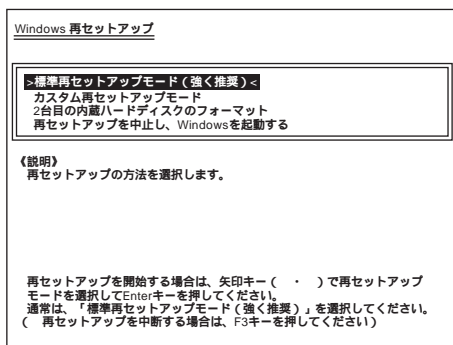 Windows 再セットアップ
>標準再セットアップモード(強く推奨)<
カスタム再セットアップモード
2台目の内蔵ハードディスクのフォーマット
再セットアップを中止し、Windowsを起動する
《説明》
再セットアップの方法を選択します。
再セットアップを開始する場合は、矢印キー( ・ )で再セットアップ
モードを選択してEnterキーを押してください。
通常は、「標準再セットアップモード(強く推奨)」を選択してください。
( 再セットアップを中断する場合は、F3キーを押してください)